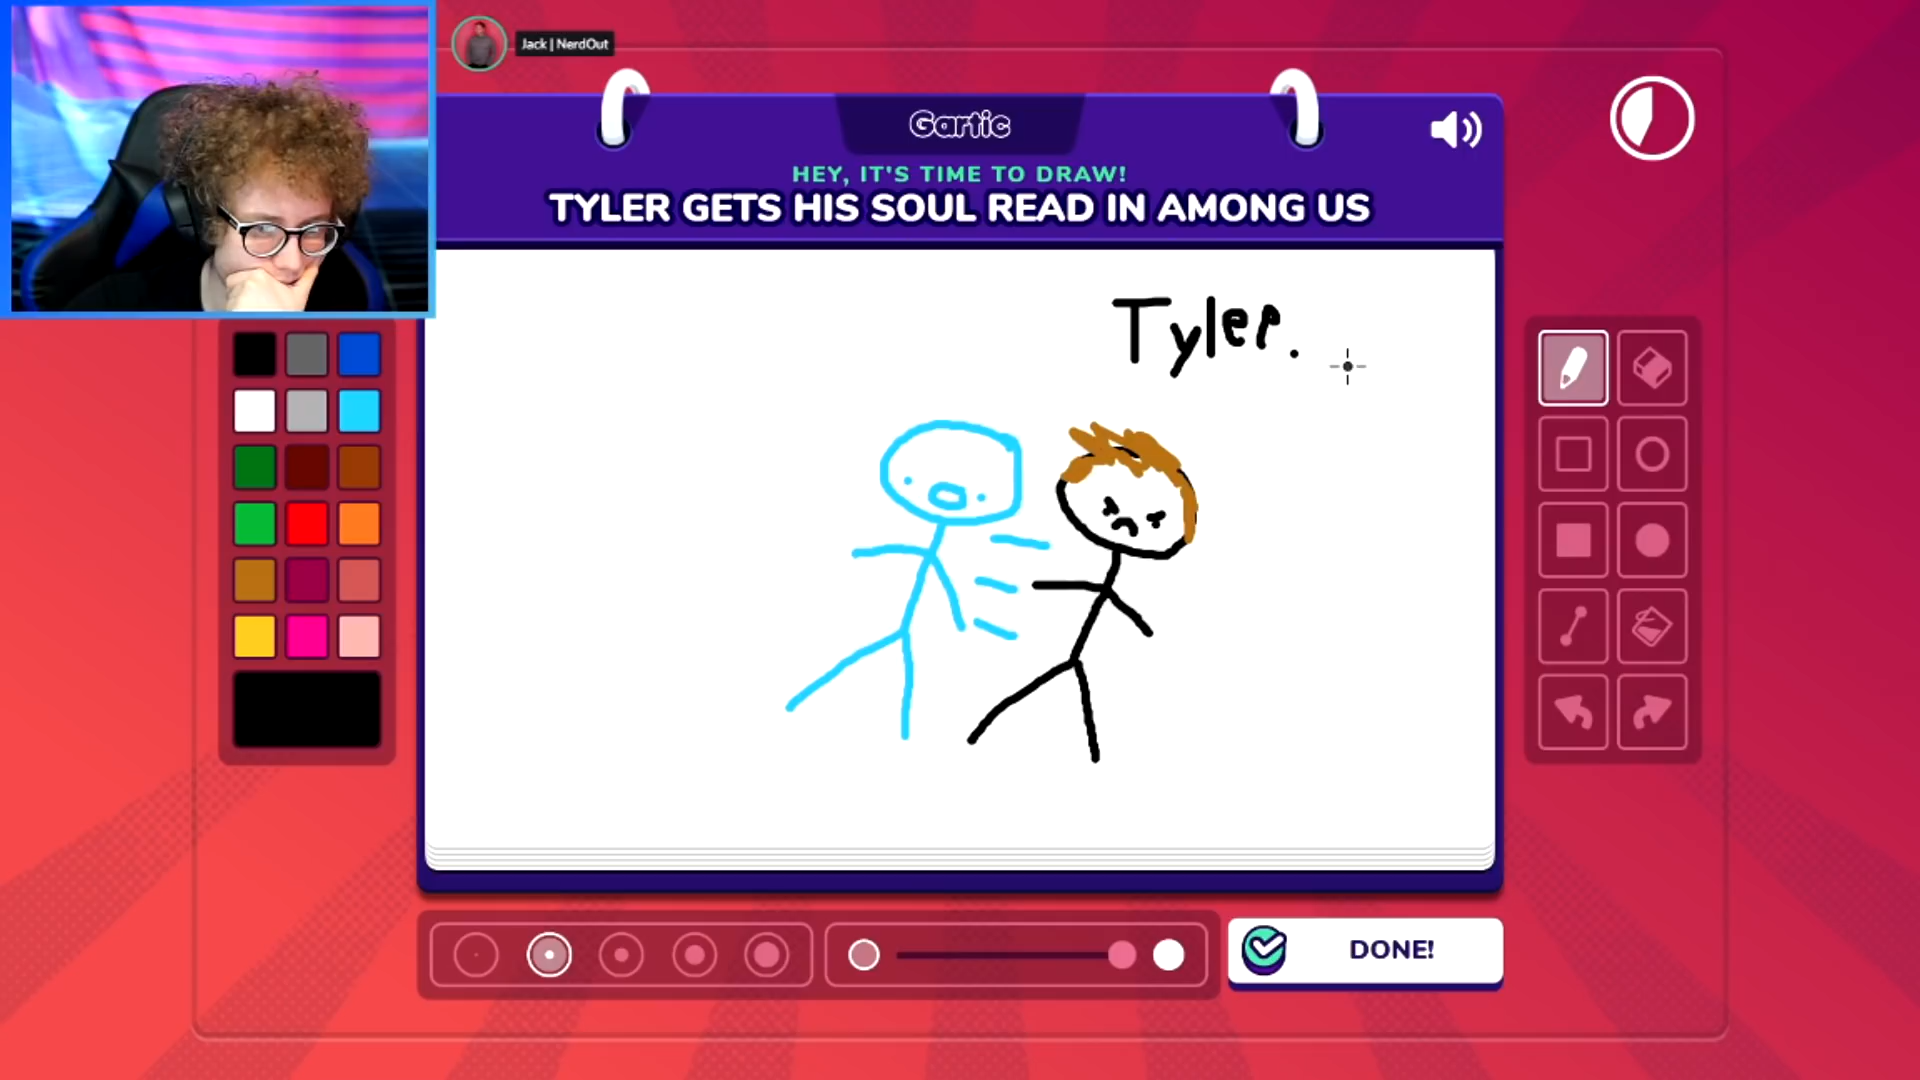 Jack | NerdOut
Gartic
HEY, IT'S TIME TO DRAW!
TYLER GETS HIS SOUL READ IN AMONG US
Tyler.
DONE!